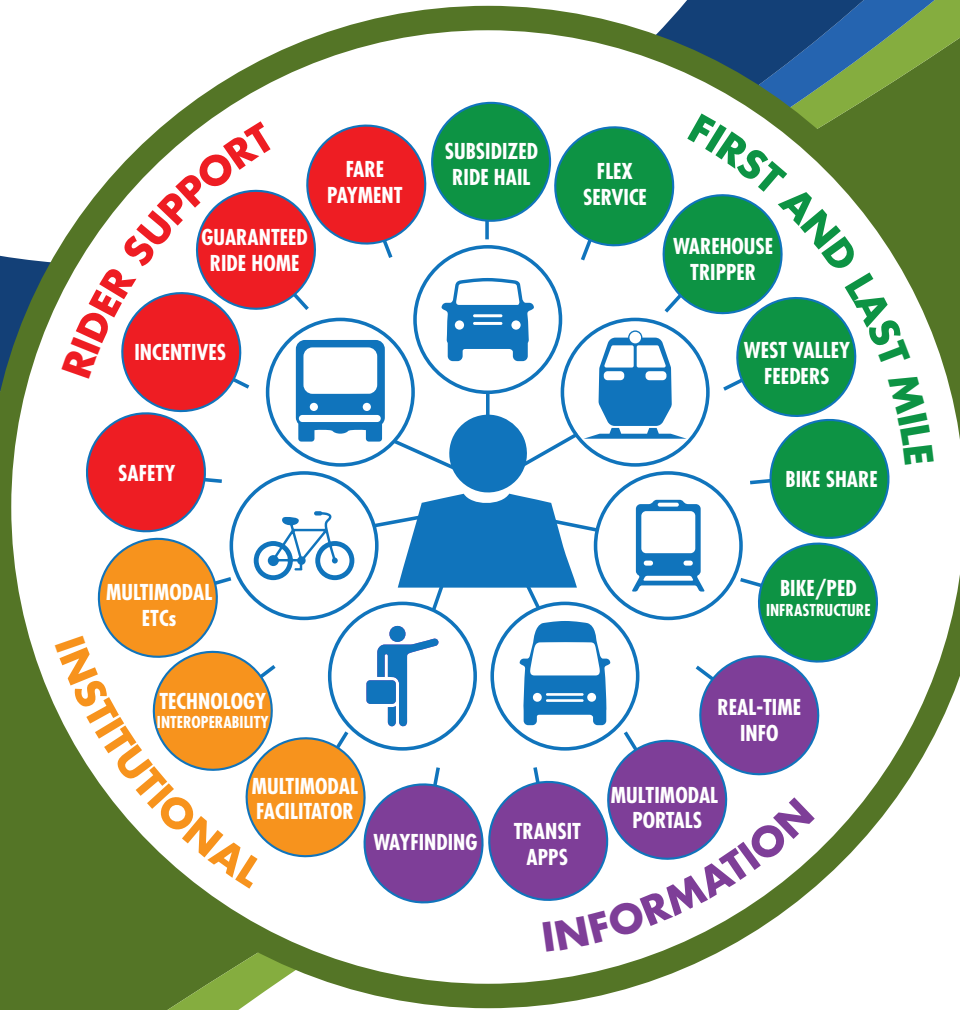 RIDER SUPPORT
FARE
PAYMENT
GUARANTEED
RIDE HOME
INCENTIVES
SAFETY
FIRST AND LAST MILE
SUBSIDIZED
RIDE HAIL
FLEX
SERVICE
WAREHOUSE
TRIPPER
WEST VALLEY
FEEDERS
BIKE SHARE
BIKE/PED
INFRASTRUCTURE
INFORMATION
REAL-TIME
INFO
MULTIMODAL
PORTALS
TRANSIT
APPS
WAYFINDING
INSTITUTIONAL
MULTIMODAL
FACILITATOR
TECHNOLOGY
INTEROPERABILITY
MULTIMODAL
ETCs